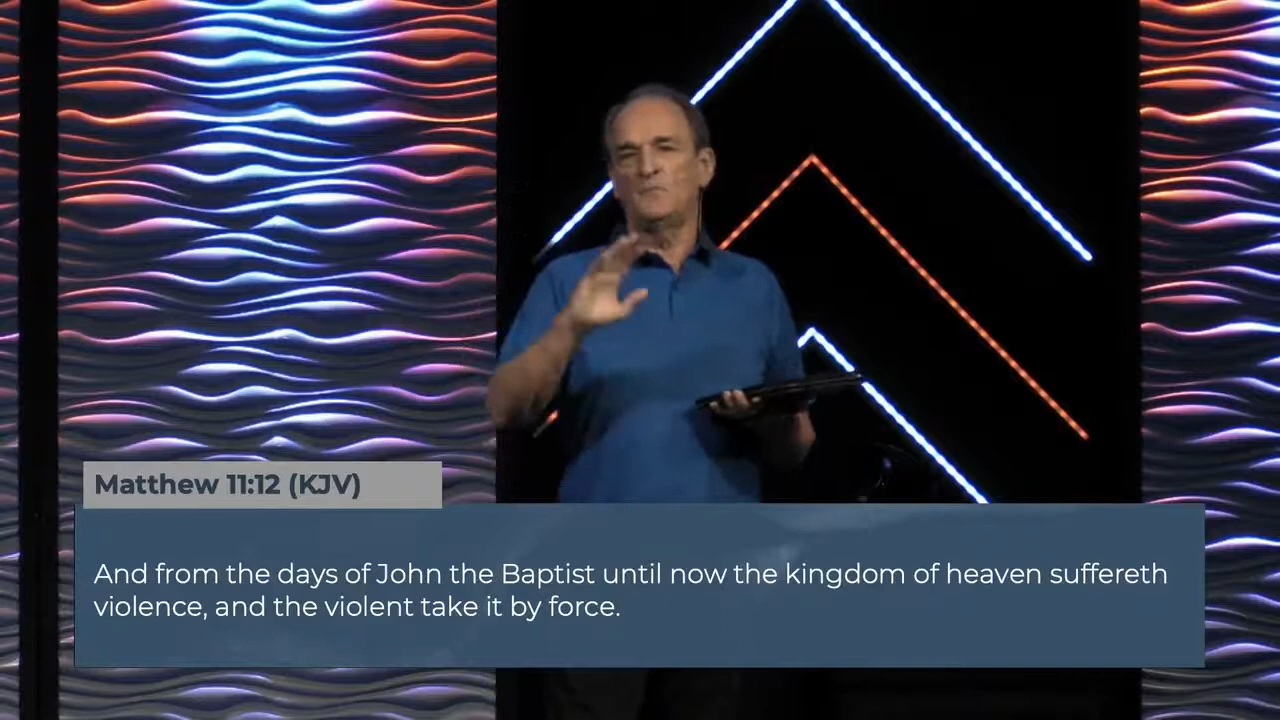 Matthew 11:12 (KJV)
And from the days of John the Baptist until now the kingdom of heaven suffereth
violence, and the violent take it by force.